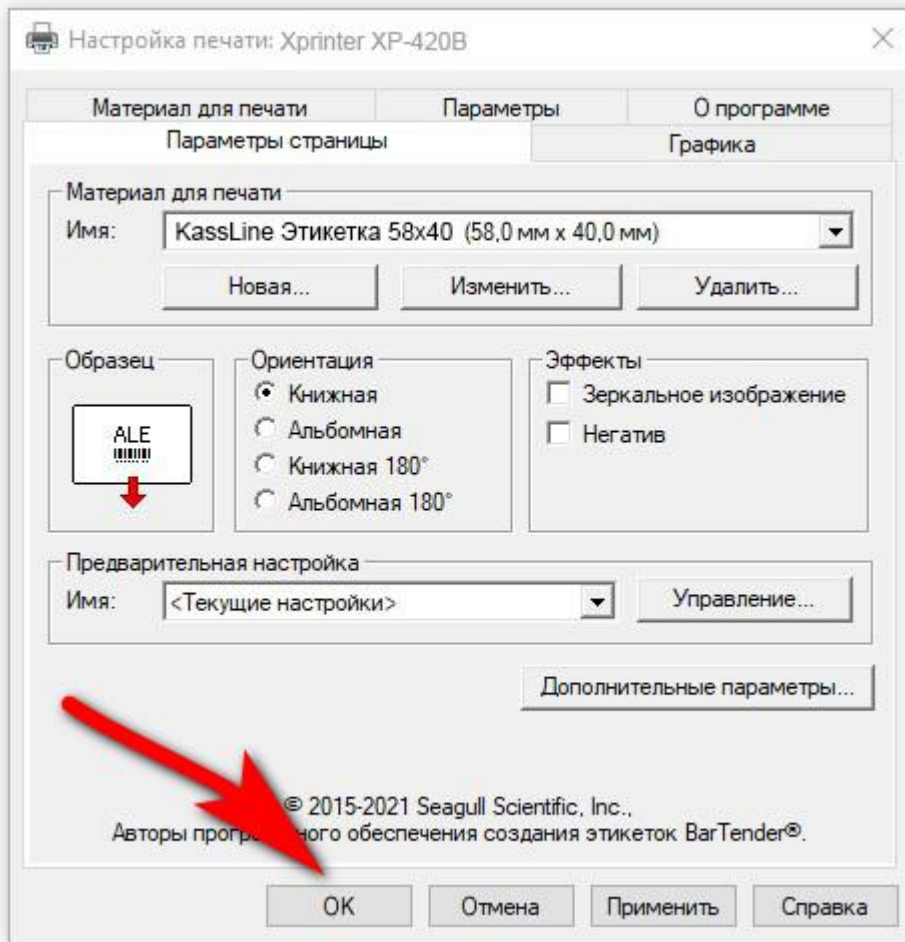 Настройка печати: Xprinter XP-420B
Материал для печати Параметры О программе
Параметры страницы Графика
Материал для печати
Имя: KassLine Этикетка 58x40 (58,0 мм x 40,0 мм)
Новая... Изменить... Удалить...
Образец Ориентация Эффекты
Книжная Зеркальное изображение
ALE Альбомная Негатив
Книжная 180°
Альбомная 180°
Предварительная настройка
Имя: <Текущие настройки> Управление...
Дополнительные параметры...
© 2015-2021 Seagull Scientific, Inc.,
Авторы прогр ного обеспечения создания этикеток BarTender®.
OK Отмена Применить Справка